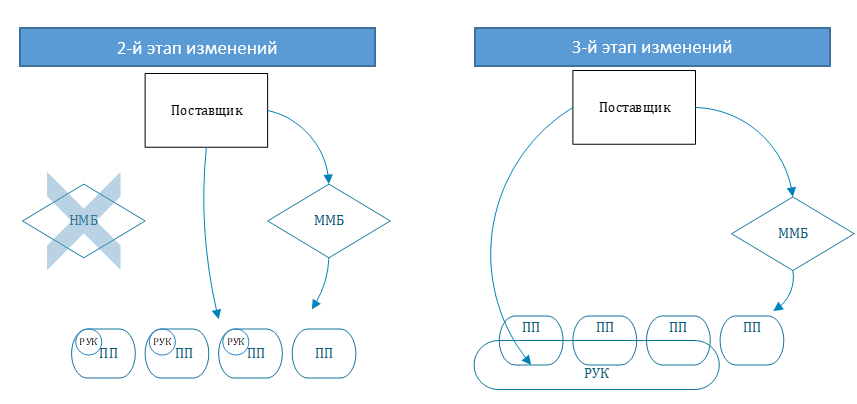 2-й этап изменений
Поставщик
НМБ
ММБ
РУК
ПП
РУК
ПП
РУК
ПП
ПП
3-й этап изменений
Поставщик
ММБ
ПП
ПП
ПП
ПП
РУК